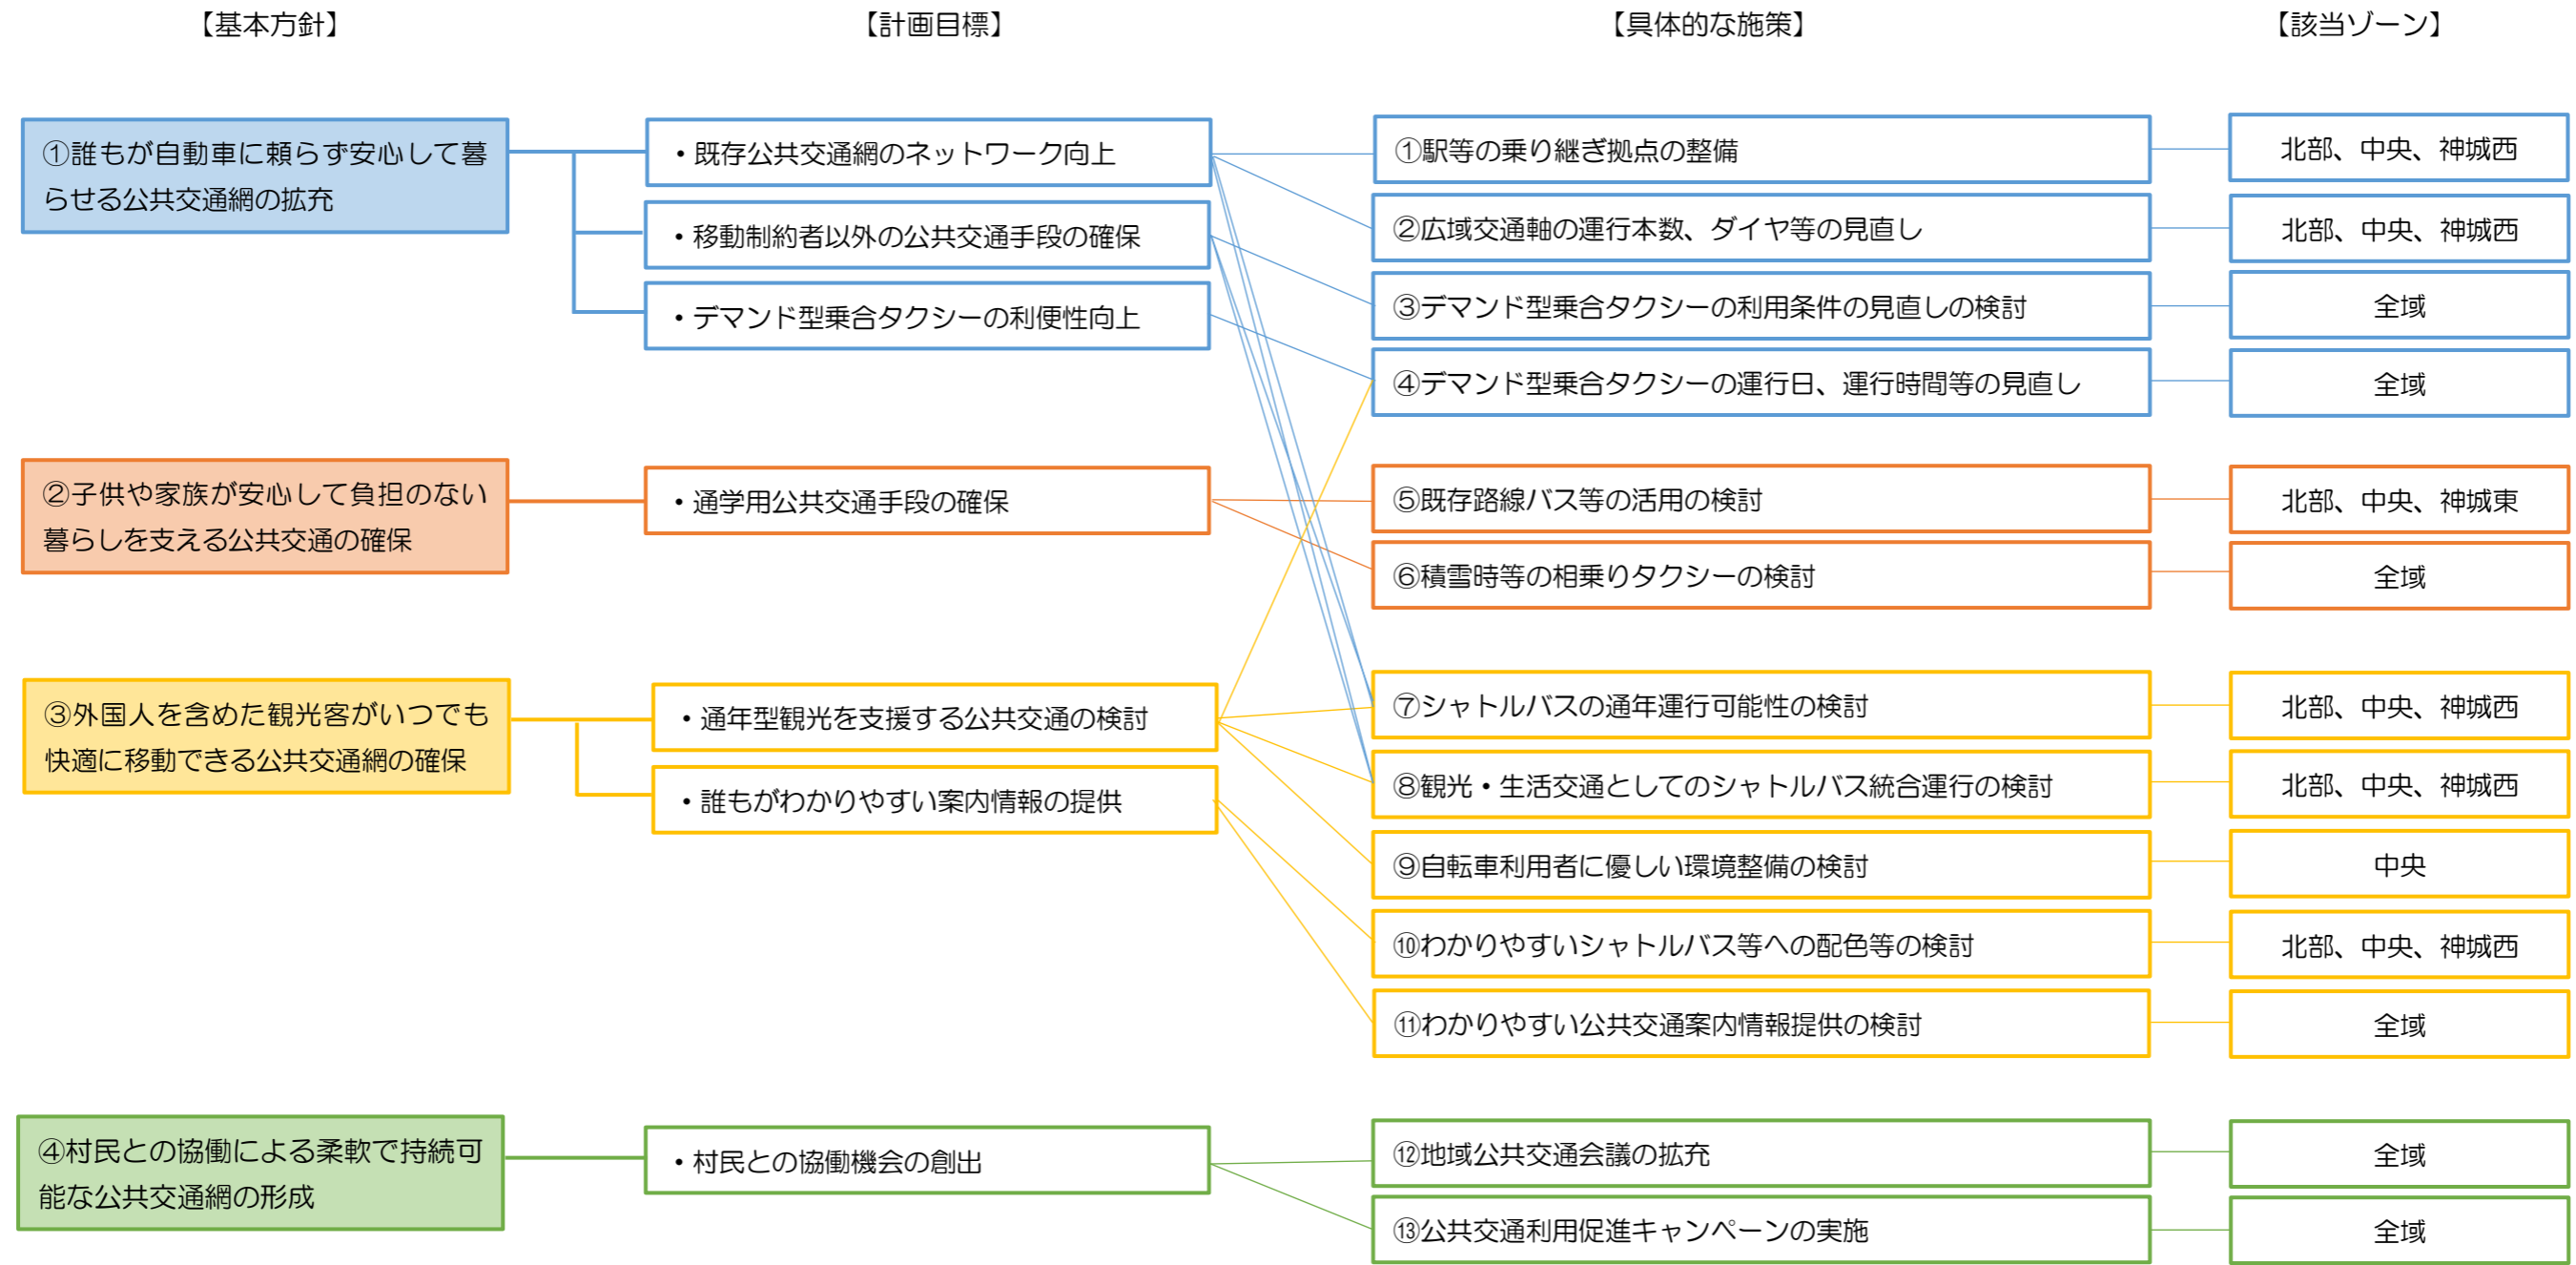 【基本方針】
【計画目標】
【具体的な施策】
【該当ゾーン】
①誰もが自動車に頼らず安心して暮
らせる公共交通網の拡充
・既存公共交通網のネットワーク向上
・移動制約者以外の公共交通手段の確保
・デマンド型乗合タクシーの利便性向上
①駅等の乗り継ぎ拠点の整備
北部、中央、神城西
②広域交通軸の運行本数、ダイヤ等の見直し
北部、中央、神城西
③デマンド型乗合タクシーの利用条件の見直しの検討
全域
④デマンド型乗合タクシーの運行日、運行時間等の見直し
全域
②子供や家族が安心して負担のない
暮らしを支える公共交通の確保
・通学用公共交通手段の確保
⑤既存路線バス等の活用の検討
北部、中央、神城東
⑥積雪時等の相乗りタクシーの検討
全域
③外国人を含めた観光客がいつでも
快適に移動できる公共交通網の確保
・通年型観光を支援する公共交通の検討
・誰もがわかりやすい案内情報の提供
⑦シャトルバスの通年運行可能性の検討
北部、中央、神城西
⑧観光・生活交通としてのシャトルバス統合運行の検討
北部、中央、神城西
⑨自転車利用者に優しい環境整備の検討
中央
⑩わかりやすいシャトルバス等への配色等の検討
北部、中央、神城西
⑪わかりやすい公共交通案内情報提供の検討
全域
④村民との協働による柔軟で持続可
能な公共交通網の形成
・村民との協働機会の創出
⑫地域公共交通会議の拡充
全域
⑬公共交通利用促進キャンペーンの実施
全域